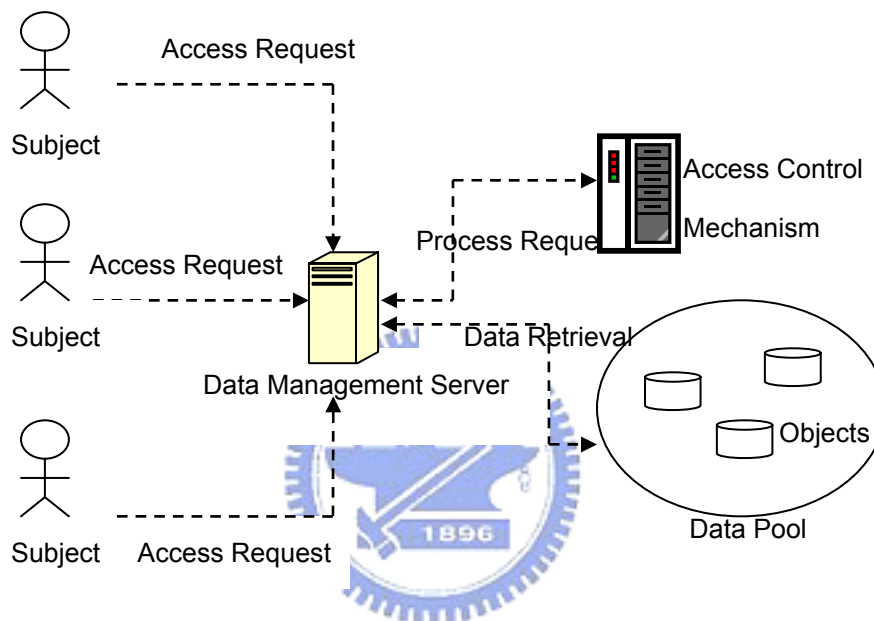 Access Request
Subject
Access Control
Mechanism
Process Reque
Access Request
Subject
Data Retrieval
Data Management Server
Objects
1896
Data Pool
Subject
Access Request